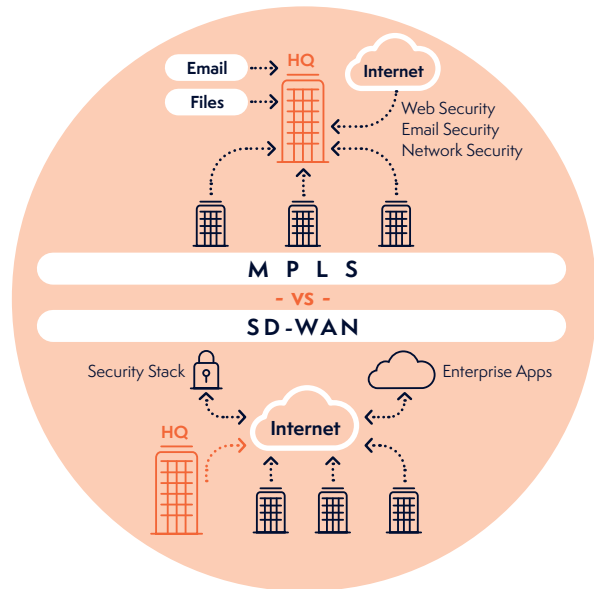 HQ
Email
Internet
Files
Web Security
Email Security
Network Security
MPLS
- vs -
SD-WAN
Security Stack
Enterprise Apps
Internet
HQ